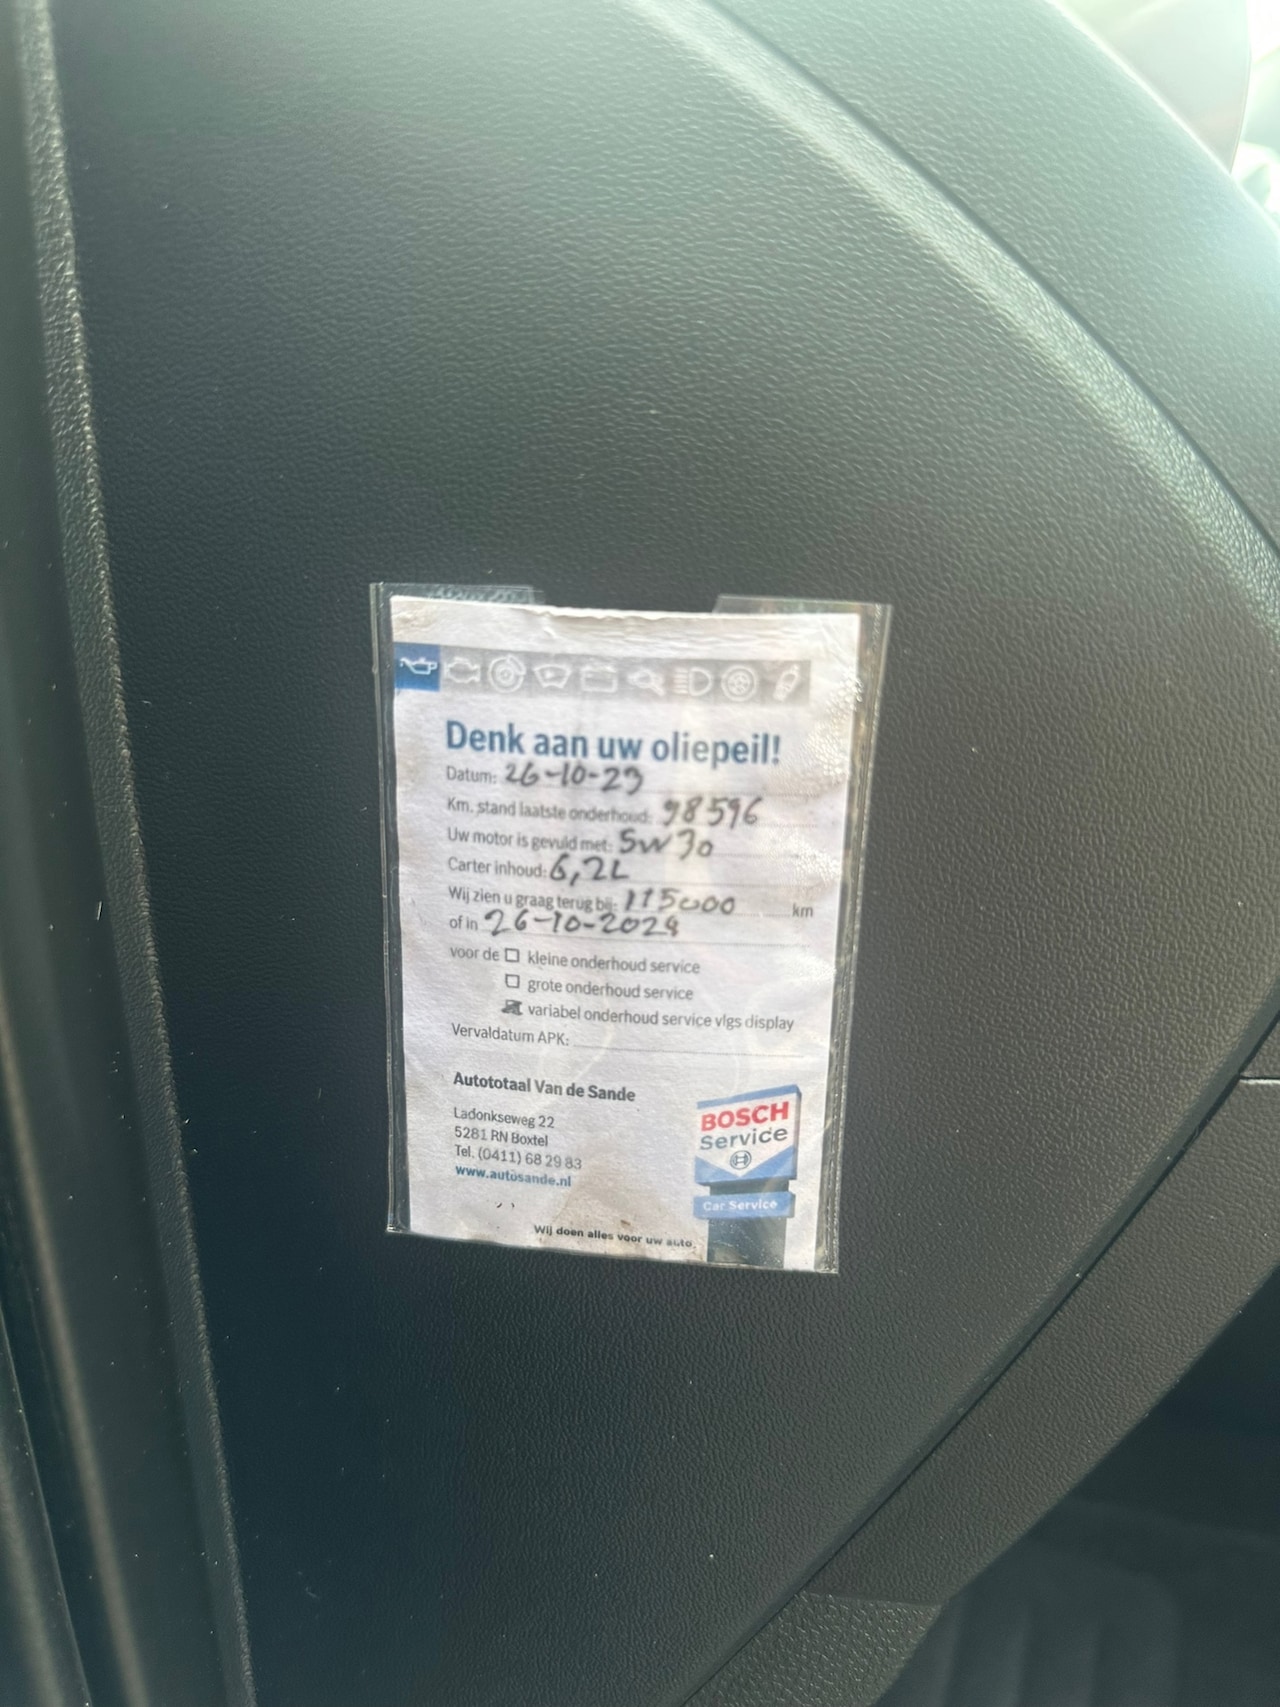 Denk aan uw oliepeil!
Datum: 26-10-23
Km. stand laatste onderhoud: 98596
Uw motor is gevuld met: 5W30
Carter inhoud: 6,2L
Wij zien u graag terug bij: 115000 km
of in 26-10-2024
voor de ☐ kleine onderhoud service
☐ grote onderhoud service
☒ variabel onderhoud service vlgs display
Vervaldatum APK:
Autototaal Van de Sande
Ladonkseweg 22
5281 RN Boxtel
Tel. (0411) 68 29 83
www.autosande.nl
BOSCH
Service
Car Service
Wij doen alles voor uw auto.